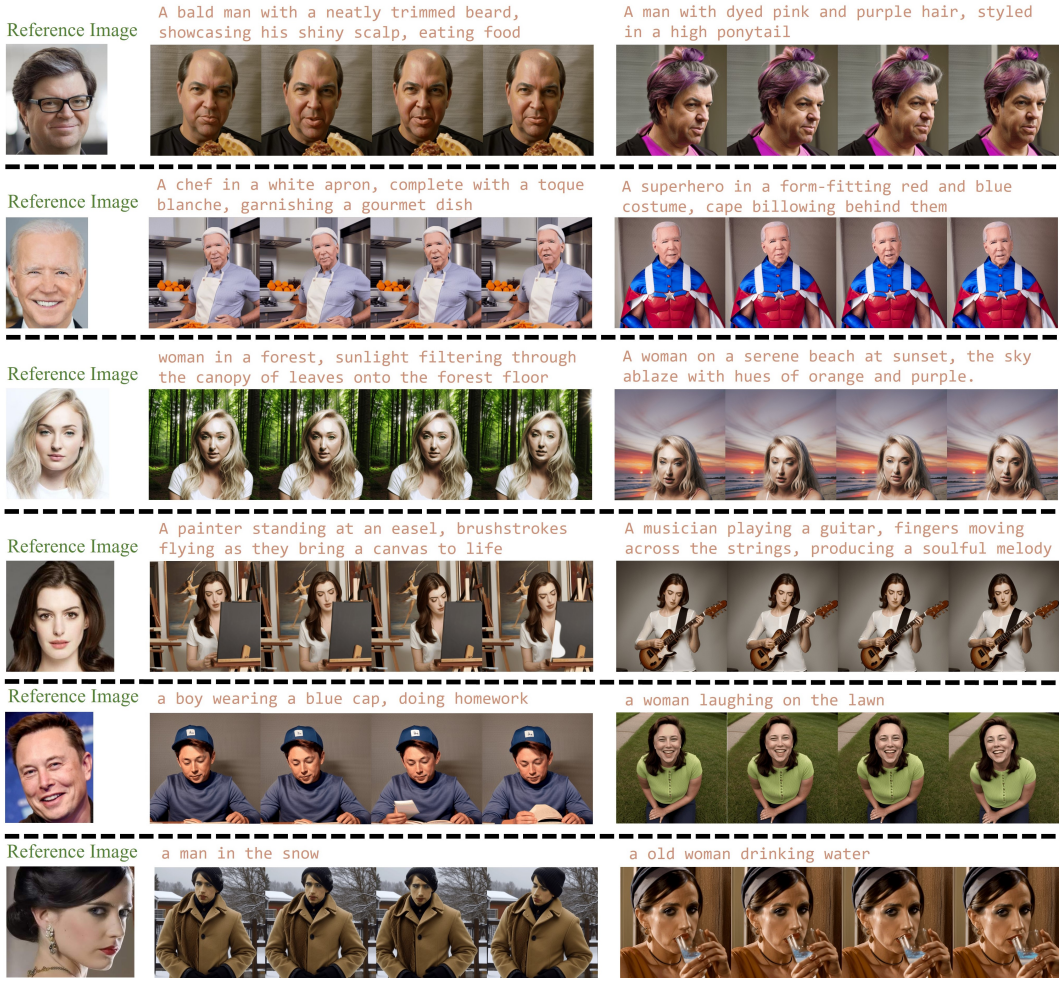 Reference Image
A bald man with a neatly trimmed beard,
showcasing his shiny scalp, eating food
A man with dyed pink and purple hair, styled
in a high ponytail
Reference Image
A chef in a white apron, complete with a toque
blanche, garnishing a gourmet dish
A superhero in a form-fitting red and blue
costume, cape billowing behind them
Reference Image
woman in a forest, sunlight filtering through
the canopy of leaves onto the forest floor
A woman on a serene beach at sunset, the sky
ablaze with hues of orange and purple.
Reference Image
A painter standing at an easel, brushstrokes
flying as they bring a canvas to life
A musician playing a guitar, fingers moving
across the strings, producing a soulful melody
Reference Image
a boy wearing a blue cap, doing homework
a woman laughing on the lawn
Reference Image
a man in the snow
a old woman drinking water